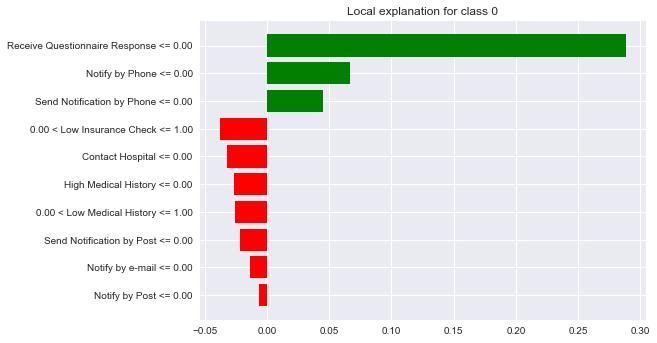 Local explanation for class 0
Receive Questionnaire Response <= 0.00
Notify by Phone <= 0.00
Send Notification by Phone <= 0.00
0.00 < Low Insurance Check <= 1.00
Contact Hospital <= 0.00
High Medical History <= 0.00
0.00 < Low Medical History <= 1.00
Send Notification by Post <= 0.00
Notify by e-mail <= 0.00
Notify by Post <= 0.00
−0.05 0.00 0.05 0.10 0.15 0.20 0.25 0.30